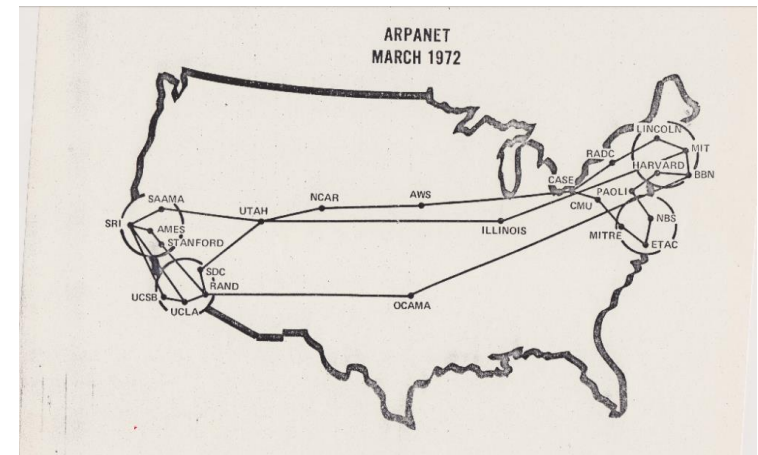 ARPANET
MARCH 1972
LINCOLN
RADC
MIT
HARVARD
CASE
BBN
PAOLI
SAAMA
NCAR
AWS
CMU
UTAH
SRI
AMES
NBS
ILLINOIS
MITRE
STANFORD
ETAC
SDC
RAND
UCSB
OCAMA
UCLA